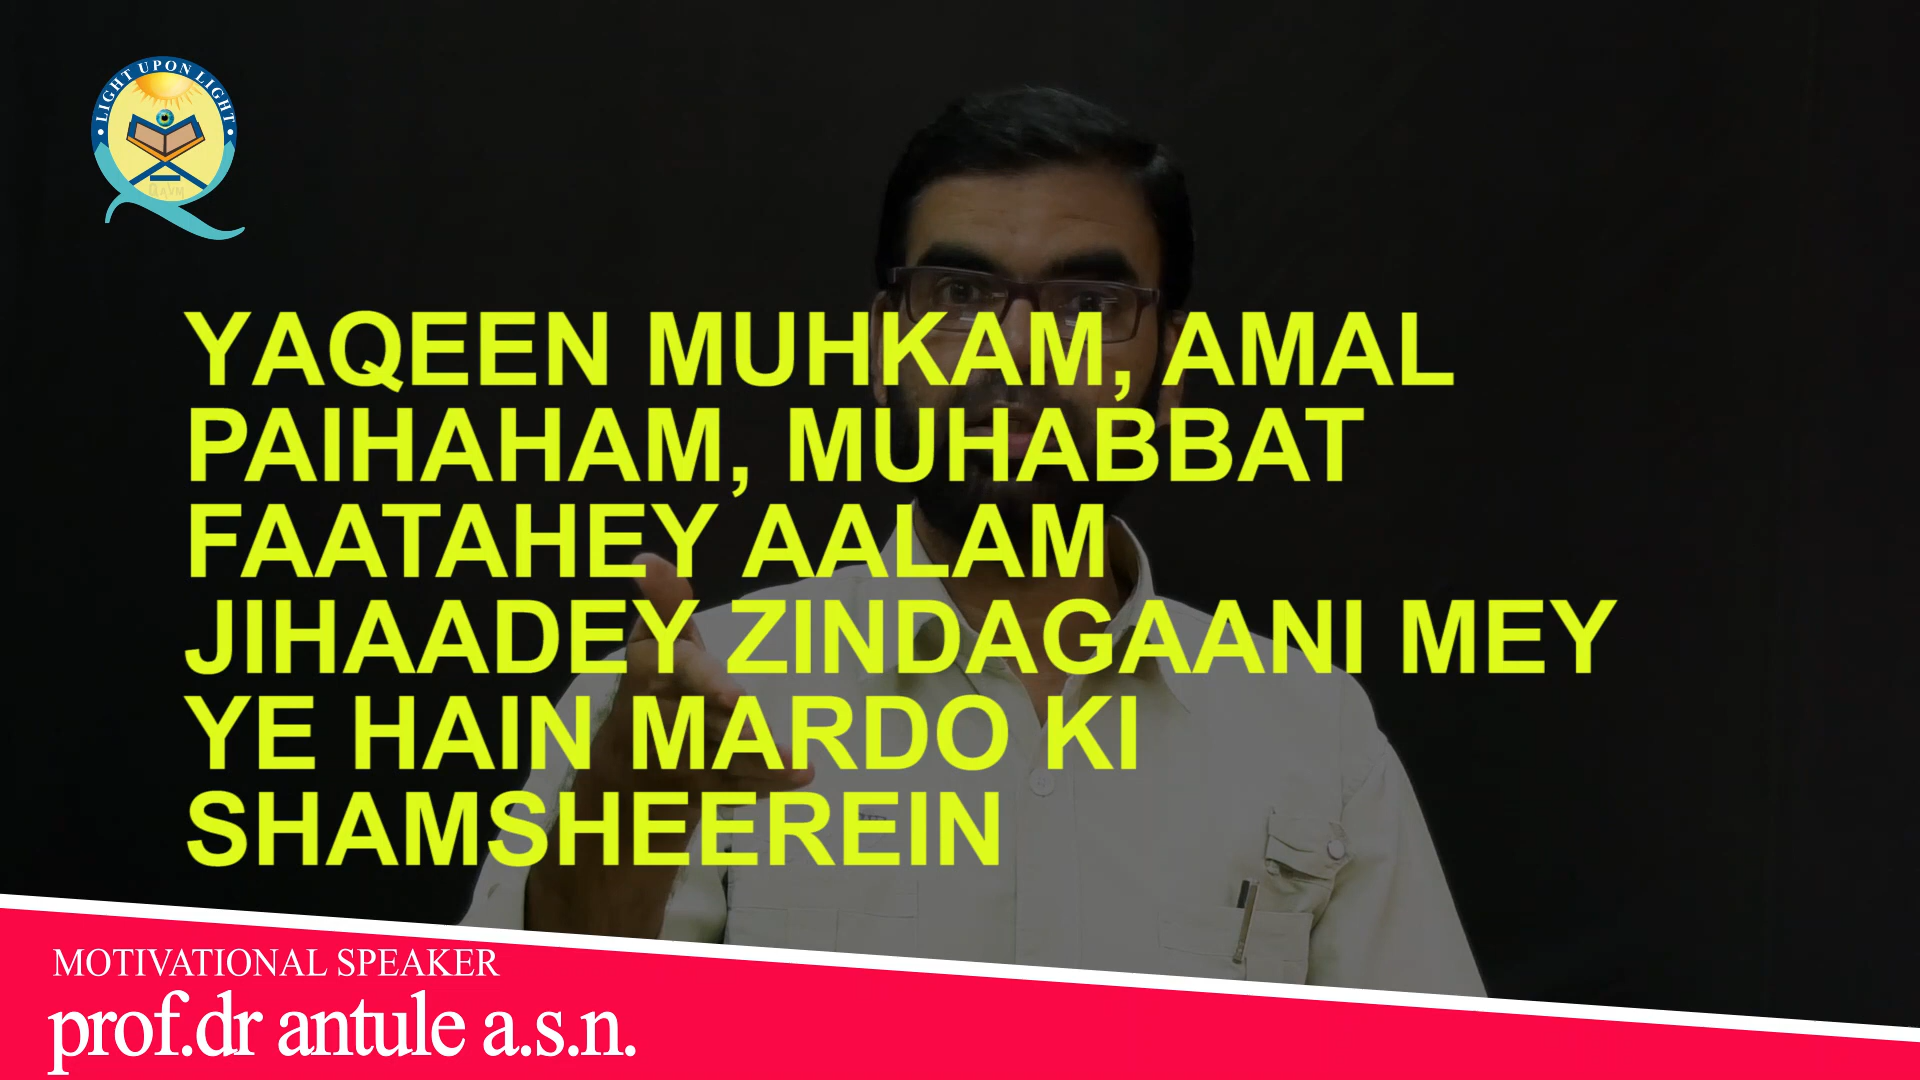 LIGHT UPON LIGHT
QAVM
YAQEEN MUHKAM, AMAL
PAIHAHAM, MUHABBAT
FAATAHEY AALAM
JIHAADEY ZINDAGAANI MEY
YE HAIN MARDO KI
SHAMSHEEREIN
MOTIVATIONAL SPEAKER
prof.dr antule a.s.n.